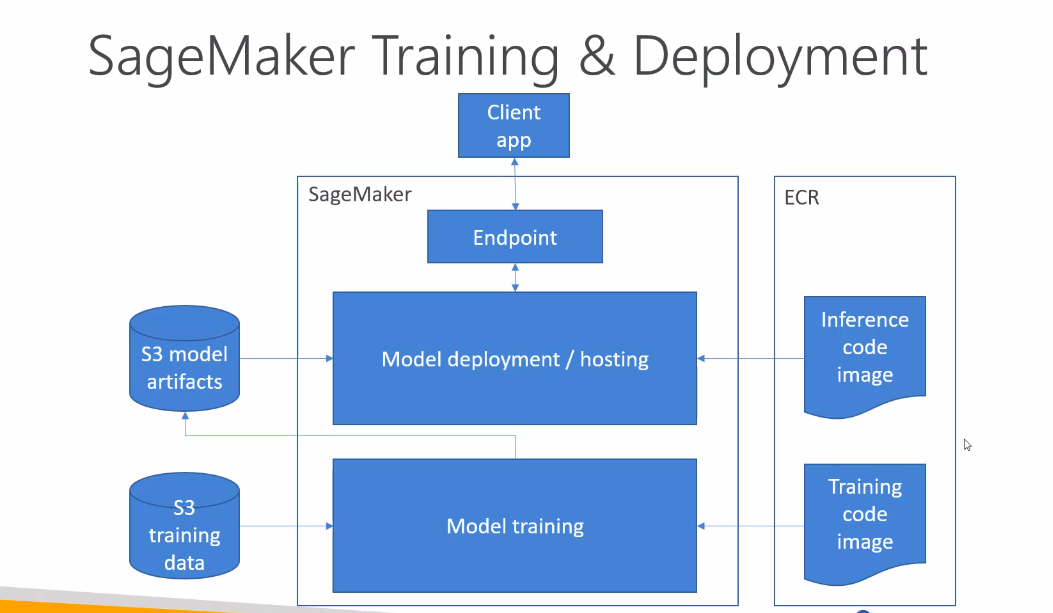 SageMaker Training & Deployment
Client
app
SageMaker
ECR
Endpoint
Inference
code
image
S3 model
artifacts
Model deployment / hosting
Training
code
image
S3
training
data
Model training